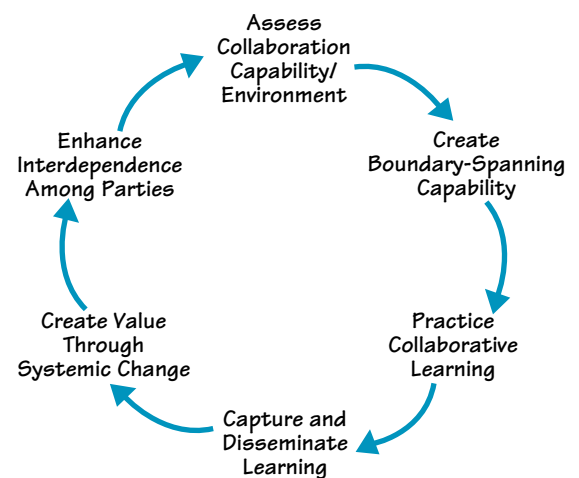 Assess
Collaboration
Capability/
Environment
Create
Boundary-Spanning
Capability
Practice
Collaborative
Learning
Capture and
Disseminate
Learning
Create Value
Through
Systemic Change
Enhance
Interdependence
Among Parties